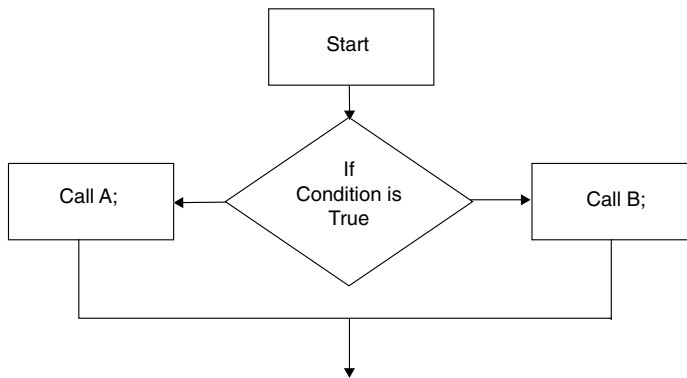 Start
If
Condition is
True
Call A;
Call B;